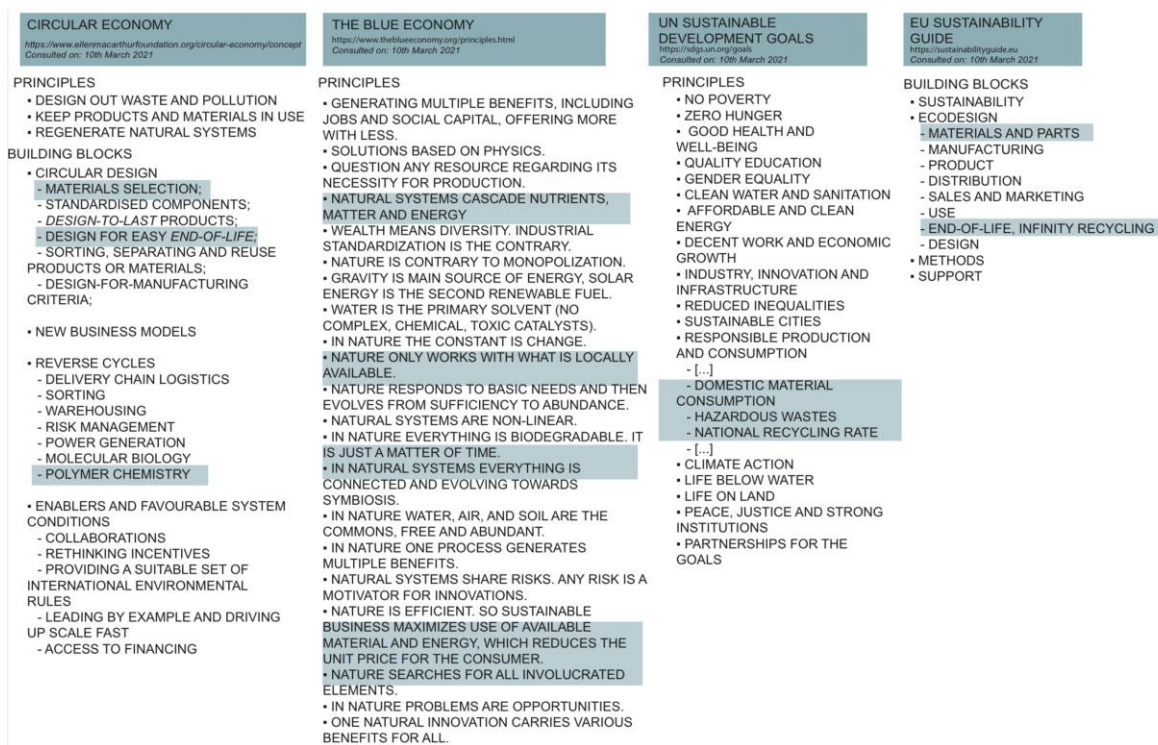 CIRCULAR ECONOMY
https://www.ellenmacarthurfoundation.org/circular-economy/concept
Consulted on: 10th March 2021
PRINCIPLES
▪ DESIGN OUT WASTE AND POLLUTION
▪ KEEP PRODUCTS AND MATERIALS IN USE
▪ REGENERATE NATURAL SYSTEMS
BUILDING BLOCKS
▪ CIRCULAR DESIGN
- MATERIALS SELECTION;
- STANDARDISED COMPONENTS;
- DESIGN-TO-LAST PRODUCTS;
- DESIGN FOR EASY END-OF-LIFE;
- SORTING, SEPARATING AND REUSE
PRODUCTS OR MATERIALS;
- DESIGN-FOR-MANUFACTURING
CRITERIA;
▪ NEW BUSINESS MODELS
▪ REVERSE CYCLES
- DELIVERY CHAIN LOGISTICS
- SORTING
- WAREHOUSING
- RISK MANAGEMENT
- POWER GENERATION
- MOLECULAR BIOLOGY
- POLYMER CHEMISTRY
▪ ENABLERS AND FAVOURABLE SYSTEM
CONDITIONS
- COLLABORATIONS
- RETHINKING INCENTIVES
- PROVIDING A SUITABLE SET OF
INTERNATIONAL ENVIRONMENTAL
RULES
- LEADING BY EXAMPLE AND DRIVING
UP SCALE FAST
- ACCESS TO FINANCING
THE BLUE ECONOMY
https://www.theblueeconomy.org/principles.html
Consulted on: 10th March 2021
PRINCIPLES
▪ GENERATING MULTIPLE BENEFITS, INCLUDING
JOBS AND SOCIAL CAPITAL, OFFERING MORE
WITH LESS.
▪ SOLUTIONS BASED ON PHYSICS.
▪ QUESTION ANY RESOURCE REGARDING ITS
NECESSITY FOR PRODUCTION.
▪ NATURAL SYSTEMS CASCADE NUTRIENTS,
MATTER AND ENERGY
▪ WEALTH MEANS DIVERSITY. INDUSTRIAL
STANDARDIZATION IS THE CONTRARY.
▪ NATURE IS CONTRARY TO MONOPOLIZATION.
▪ GRAVITY IS MAIN SOURCE OF ENERGY, SOLAR
ENERGY IS THE SECOND RENEWABLE FUEL.
▪ WATER IS THE PRIMARY SOLVENT (NO
COMPLEX, CHEMICAL, TOXIC CATALYSTS).
▪ IN NATURE THE CONSTANT IS CHANGE.
▪ NATURE ONLY WORKS WITH WHAT IS LOCALLY
AVAILABLE.
▪ NATURE RESPONDS TO BASIC NEEDS AND THEN
EVOLVES FROM SUFFICIENCY TO ABUNDANCE.
▪ NATURAL SYSTEMS ARE NON-LINEAR.
▪ IN NATURE EVERYTHING IS BIODEGRADABLE. IT
IS JUST A MATTER OF TIME.
▪ IN NATURAL SYSTEMS EVERYTHING IS
CONNECTED AND EVOLVING TOWARDS
SYMBIOSIS.
▪ IN NATURE WATER, AIR, AND SOIL ARE THE
COMMONS, FREE AND ABUNDANT.
▪ IN NATURE ONE PROCESS GENERATES
MULTIPLE BENEFITS.
▪ NATURAL SYSTEMS SHARE RISKS. ANY RISK IS A
MOTIVATOR FOR INNOVATIONS.
▪ NATURE IS EFFICIENT. SO SUSTAINABLE
BUSINESS MAXIMIZES USE OF AVAILABLE
MATERIAL AND ENERGY, WHICH REDUCES THE
UNIT PRICE FOR THE CONSUMER.
▪ NATURE SEARCHES FOR ALL INVOLUCRATED
ELEMENTS.
▪ IN NATURE PROBLEMS ARE OPPORTUNITIES.
▪ ONE NATURAL INNOVATION CARRIES VARIOUS
BENEFITS FOR ALL.
UN SUSTAINABLE
DEVELOPMENT GOALS
https://sdgs.un.org/goals
Consulted on: 10th March 2021
PRINCIPLES
▪ NO POVERTY
▪ ZERO HUNGER
▪ GOOD HEALTH AND
WELL-BEING
▪ QUALITY EDUCATION
▪ GENDER EQUALITY
▪ CLEAN WATER AND SANITATION
▪ AFFORDABLE AND CLEAN
ENERGY
▪ DECENT WORK AND ECONOMIC
GROWTH
▪ INDUSTRY, INNOVATION AND
INFRASTRUCTURE
▪ REDUCED INEQUALITIES
▪ SUSTAINABLE CITIES
▪ RESPONSIBLE PRODUCTION
AND CONSUMPTION
- [...]
- DOMESTIC MATERIAL
CONSUMPTION
- HAZARDOUS WASTES
- NATIONAL RECYCLING RATE
- [...]
▪ CLIMATE ACTION
▪ LIFE BELOW WATER
▪ LIFE ON LAND
▪ PEACE, JUSTICE AND STRONG
INSTITUTIONS
▪ PARTNERSHIPS FOR THE
GOALS
EU SUSTAINABILITY
GUIDE
https://sustainabilityguide.eu
Consulted on: 10th March 2021
BUILDING BLOCKS
▪ SUSTAINABILITY
▪ ECODESIGN
- MATERIALS AND PARTS
- MANUFACTURING
- PRODUCT
- DISTRIBUTION
- SALES AND MARKETING
- USE
- END-OF-LIFE, INFINITY RECYCLING
- DESIGN
▪ METHODS
▪ SUPPORT